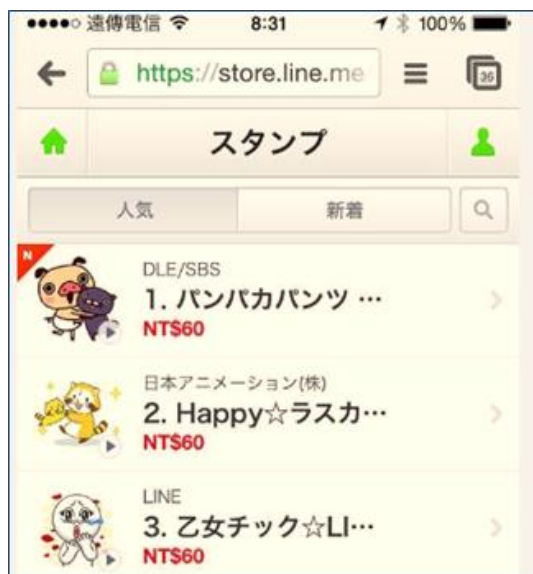 遠傳電信 8:31 100%
https://store.line.me 36
スタンプ
人気 新着
N
DLE/SBS
1. パンパカパンツ …
NT$60
日本アニメーション(株)
2. Happy☆ラスカ…
NT$60
LINE
3. 乙女チック☆LI…
NT$60